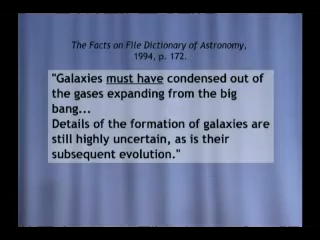 The Facts on File Dictionary of Astronomy,
1994, p. 172.
"Galaxies must have condensed out of
the gases expanding from the big
bang...
Details of the formation of galaxies are
still highly uncertain, as is their
subsequent evolution."